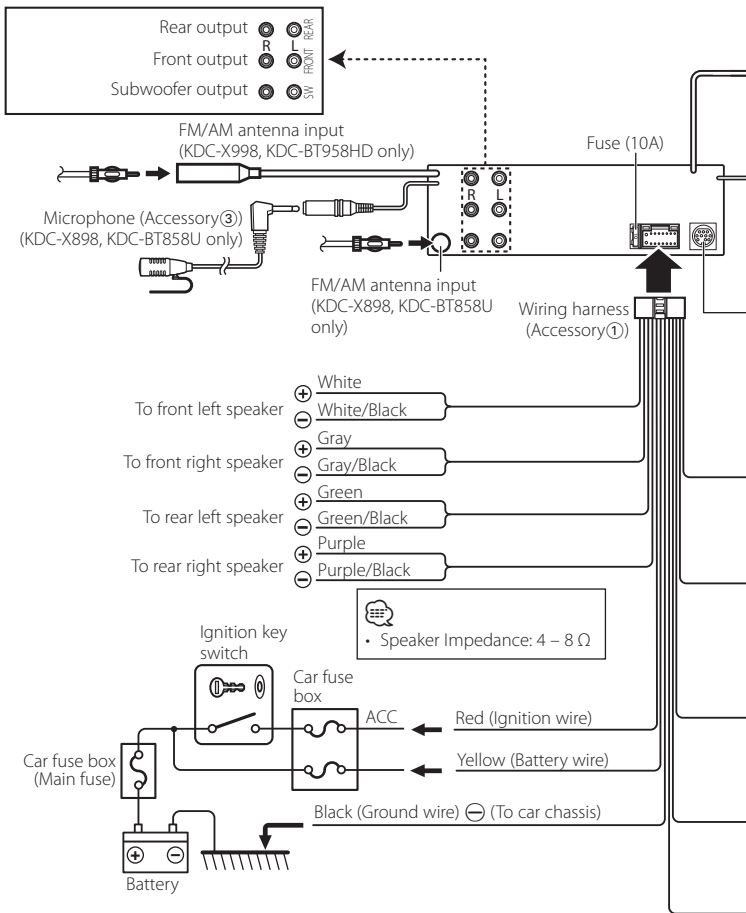 Rear output
R L REAR
Front output
FRONT
Subwoofer output
SW
FM/AM antenna input
(KDC-X998, KDC-BT958HD only)
Fuse (10A)
R L
Microphone (Accessory③)
(KDC-X898, KDC-BT858U only)
FM/AM antenna input
(KDC-X898, KDC-BT858U
only)
Wiring harness
(Accessory①)
To front left speaker
⊕ White
⊖ White/Black
To front right speaker
⊕ Gray
⊖ Gray/Black
To rear left speaker
⊕ Green
⊖ Green/Black
To rear right speaker
⊕ Purple
⊖ Purple/Black
• Speaker Impedance: 4 – 8 Ω
Ignition key
switch
Car fuse
box
ACC
Red (Ignition wire)
Car fuse box
(Main fuse)
Yellow (Battery wire)
Black (Ground wire) ⊖ (To car chassis)
⊕ ⊖
Battery